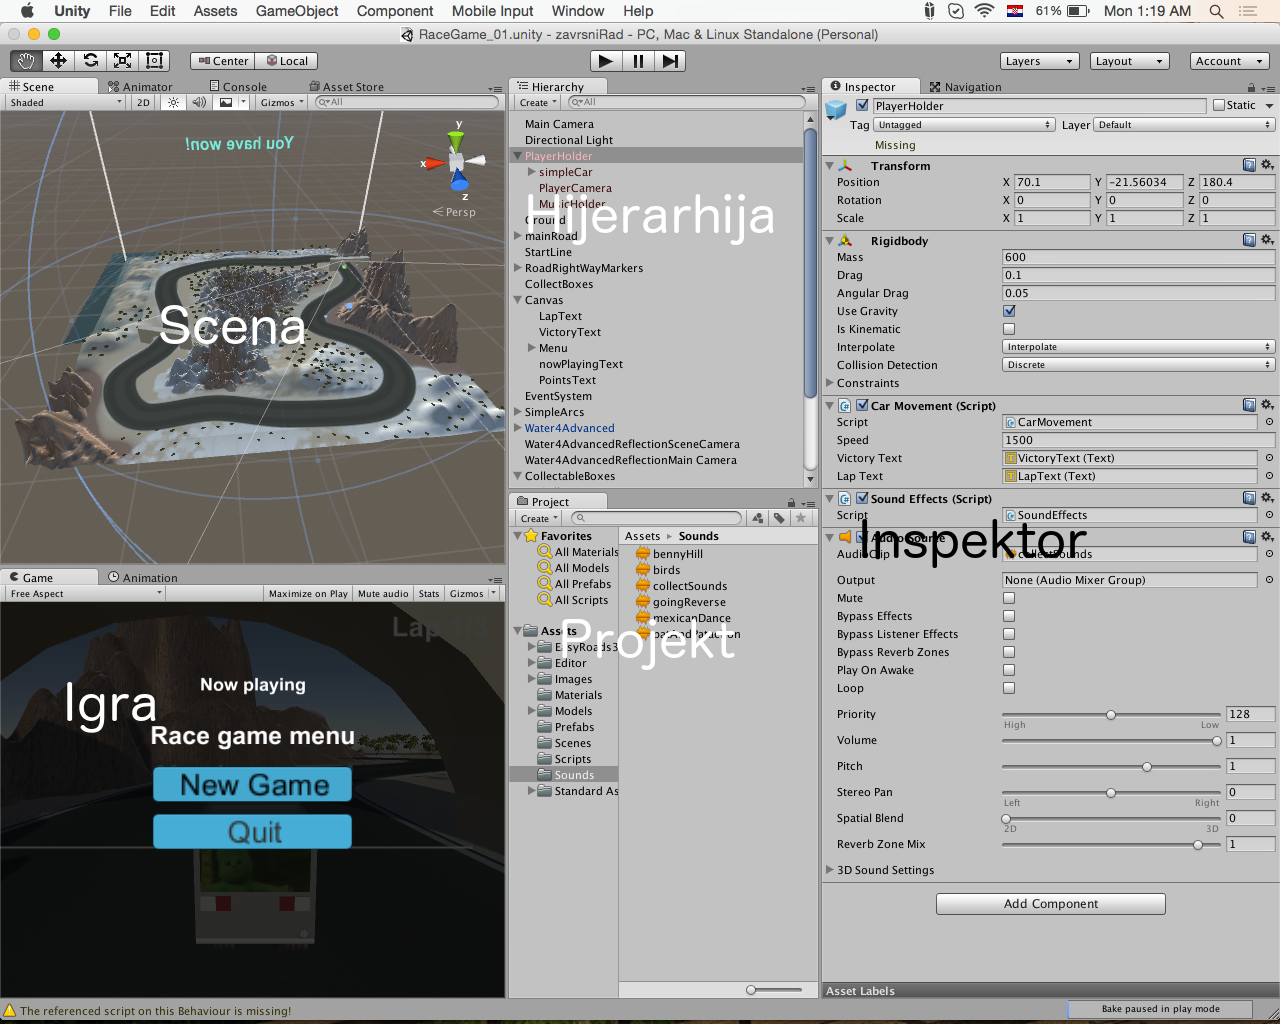 Unity File Edit Assets GameObject Component Mobile Input Window Help 61% Mon 1:19 AM
RaceGame_01.unity - zavrsniRad - PC, Mac & Linux Standalone (Personal)
Center Local Layers Layout Account
Scene Animator Console Asset Store
Shaded 2D Gizmos All
You have won!
y
x
z
Persp
Scena
Game Animation
Free Aspect Maximize on Play Mute audio Stats Gizmos
Now playing
Igra
Race game menu
New Game
Quit
Hierarchy
Create All
Main Camera
Directional Light
PlayerHolder
simpleCar
PlayerCamera
MusicHolder
Hijerarhija
Ground
mainRoad
StartLine
RoadRightWayMarkers
CollectBoxes
Canvas
LapText
VictoryText
Menu
nowPlayingText
PointsText
EventSystem
SimpleArcs
Water4Advanced
Water4AdvancedReflectionSceneCamera
Water4AdvancedReflectionMain Camera
CollectableBoxes
Project
Create
Favorites
All Materials
All Models
All Prefabs
All Scripts
Assets
EasyRoads3
Editor
Images
Materials
Models
Prefabs
Scenes
Scripts
Sounds
Standard As
Assets Sounds
bennyHill
birds
collectSounds
goingReverse
mexicanDance
Projekt
Inspector Navigation
PlayerHolder Static
Tag Untagged Layer Default
Missing
Transform
Position X 70.1 Y -21.56034 Z 180.4
Rotation X 0 Y 0 Z 0
Scale X 1 Y 1 Z 1
Rigidbody
Mass 600
Drag 0.1
Angular Drag 0.05
Use Gravity
Is Kinematic
Interpolate Interpolate
Collision Detection Discrete
Constraints
Car Movement (Script)
Script CarMovement
Speed 1500
Victory Text VictoryText (Text)
Lap Text LapText (Text)
Sound Effects (Script)
Script SoundEffects
Inspektor
Audio Source
AudioClip collectSounds
Output None (Audio Mixer Group)
Mute
Bypass Effects
Bypass Listener Effects
Bypass Reverb Zones
Play On Awake
Loop
Priority 128
High Low
Volume 1
Pitch 1
Stereo Pan 0
Left Right
Spatial Blend 0
2D 3D
Reverb Zone Mix 1
3D Sound Settings
Add Component
Asset Labels
The referenced script on this Behaviour is missing!
Bake paused in play mode